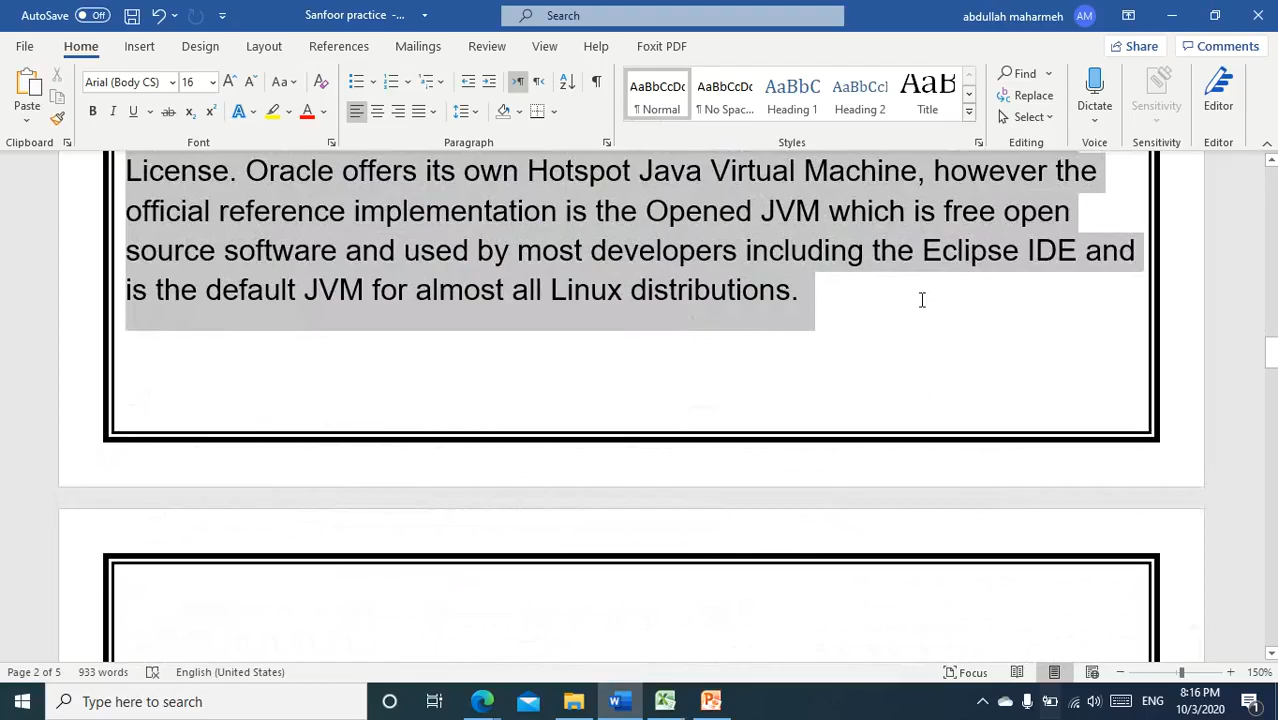 AutoSave Off Sanfoor practice -... Search abdullah maharmeh AM
File Home Insert Design Layout References Mailings Review View Help Foxit PDF Share Comments
Arial (Body CS) 16 Aa AaBbCcDc AaBbCcDc AaBbC AaBbCcl AaB Find
Paste B I U ab x₂ x² A A ¶ Normal ¶ No Spac... Heading 1 Heading 2 Title Replace Select Dictate Sensitivity Editor
Clipboard Font Paragraph Styles Editing Voice Sensitivity Editor
License. Oracle offers its own Hotspot Java Virtual Machine, however the
official reference implementation is the Opened JVM which is free open
source software and used by most developers including the Eclipse IDE and
is the default JVM for almost all Linux distributions.
Page 2 of 5 933 words English (United States) Focus 150%
Type here to search ENG 8:16 PM
10/3/2020 1